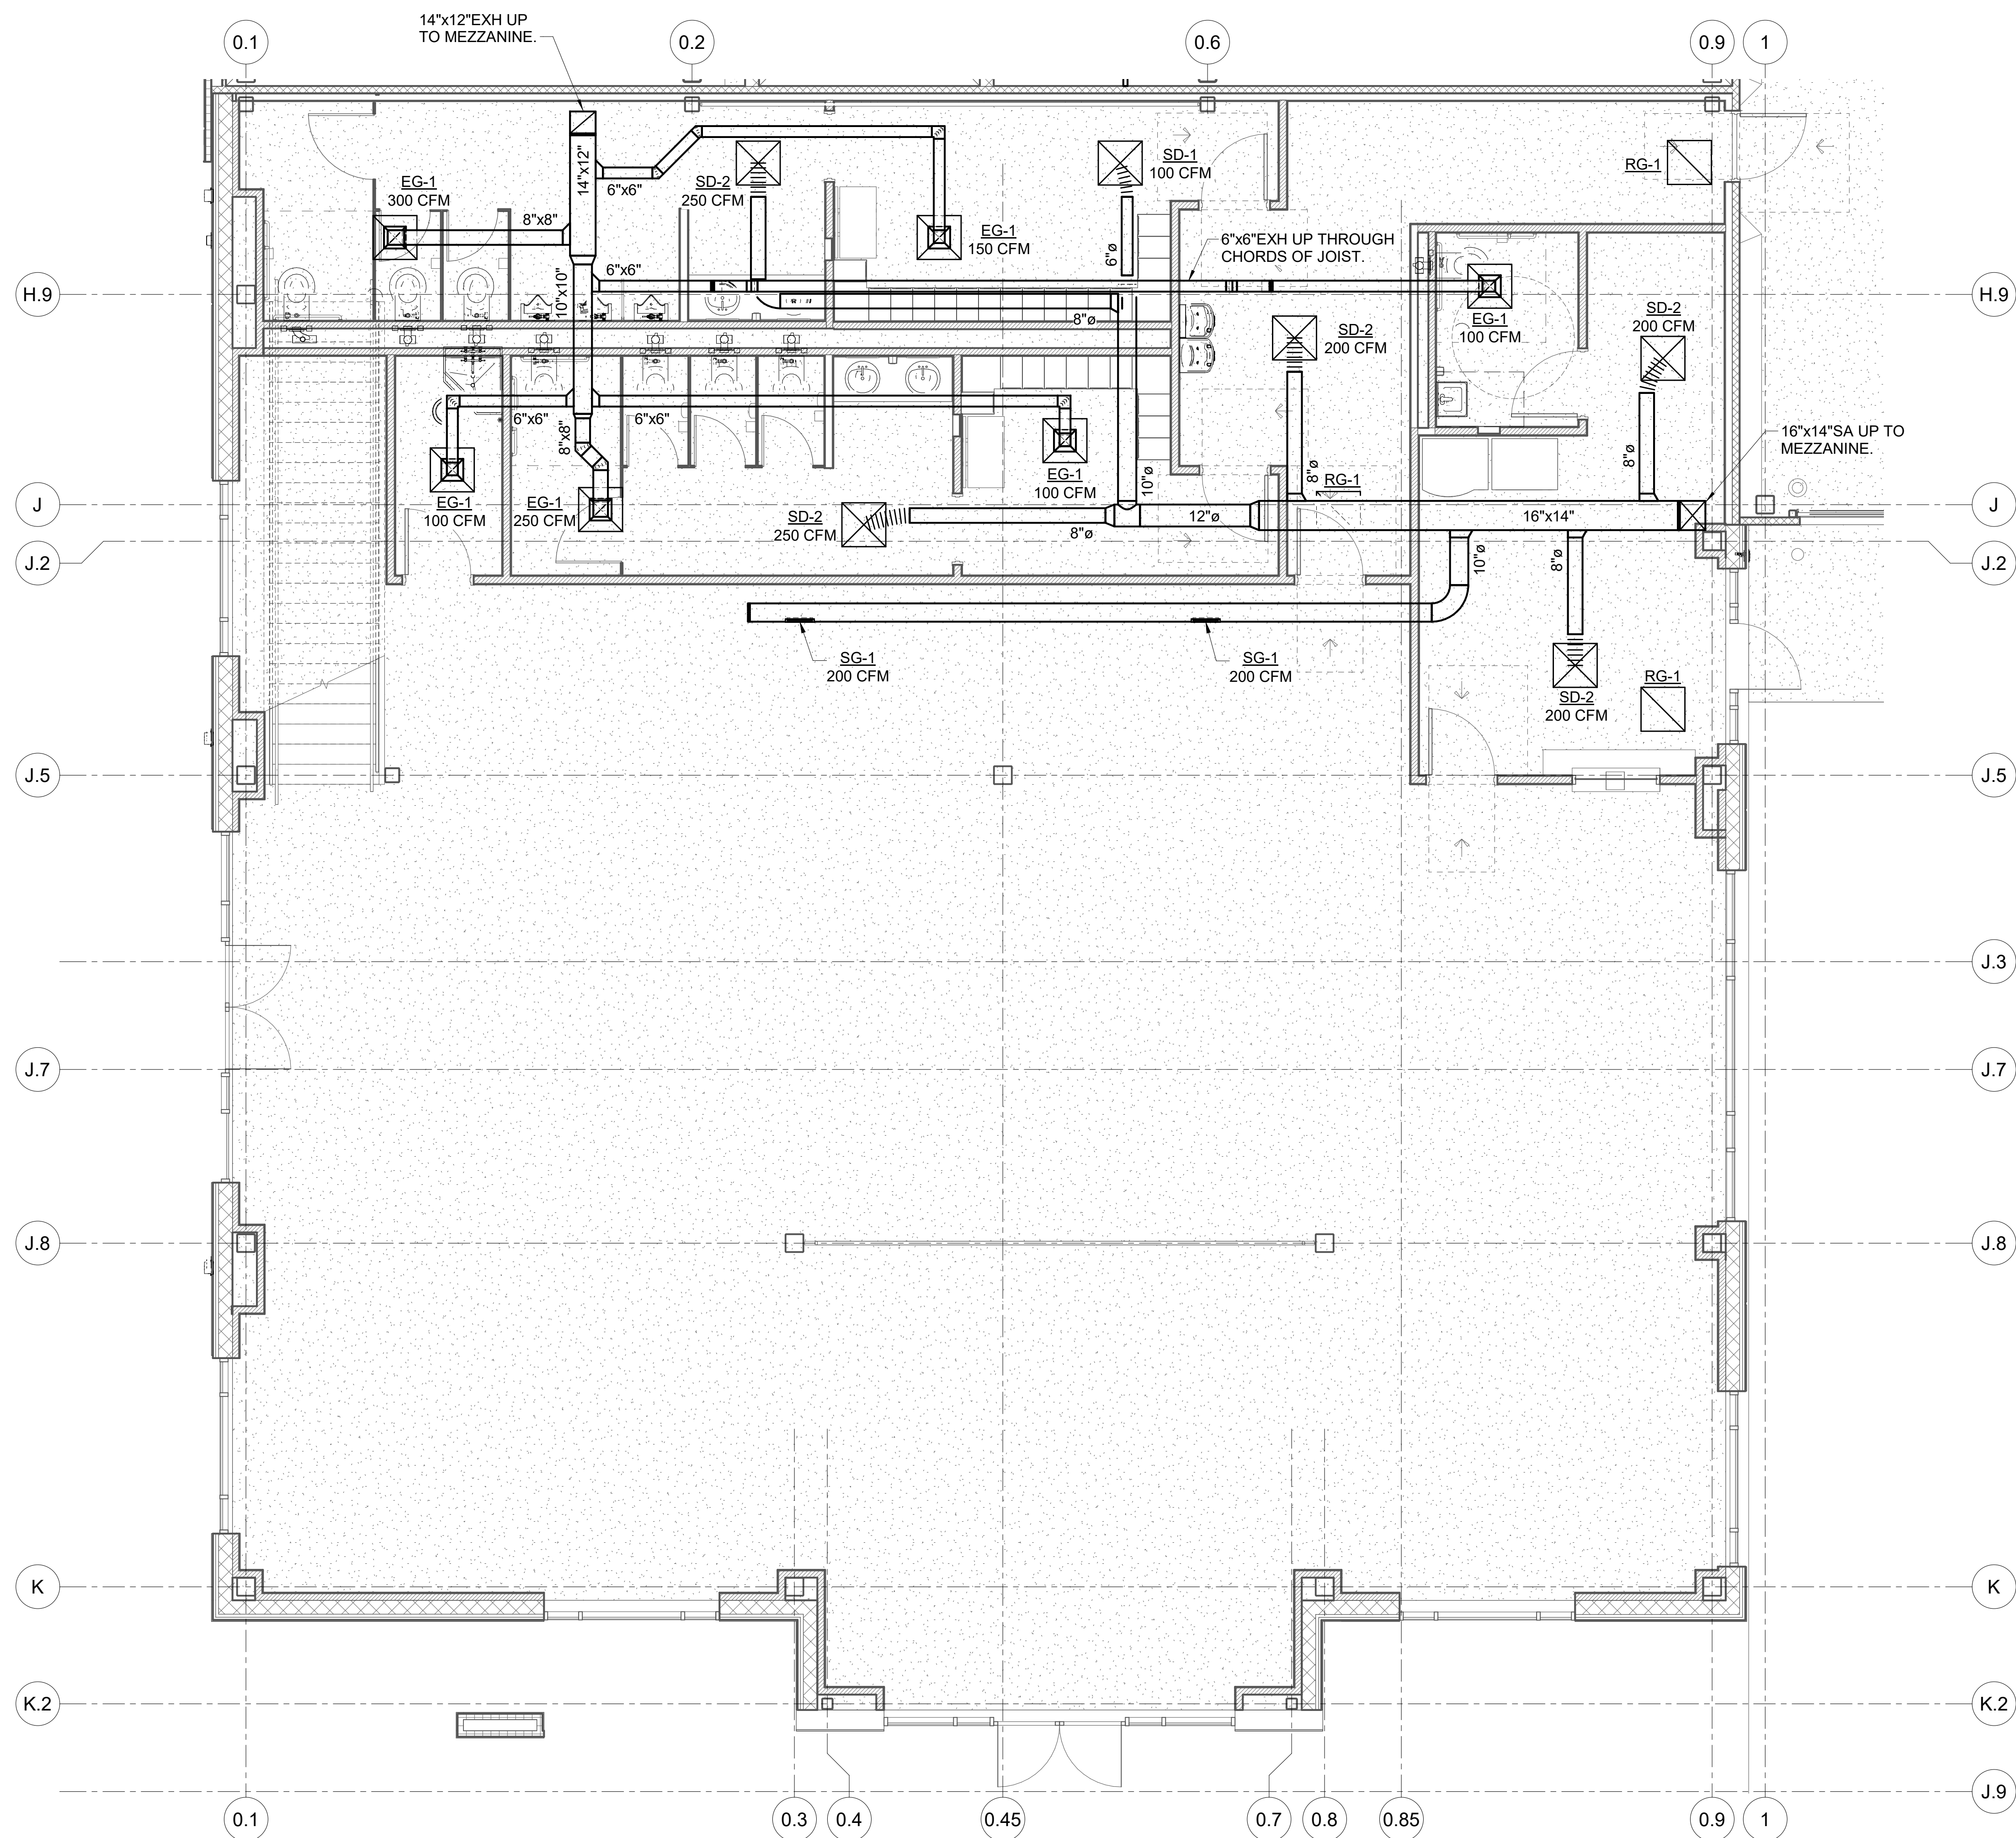 14"x12"EXH UP
TO MEZZANINE.
0.1
0.2
0.6
0.9
1
14"x12"
EG-1
300 CFM
8"x8"
6"x6"
SD-2
250 CFM
EG-1
150 CFM
SD-1
100 CFM
6"ø
RG-1
6"x6"EXH UP THROUGH
CHORDS OF JOIST.
H.9
10"x10"
6"x6"
8"ø
SD-2
200 CFM
EG-1
100 CFM
SD-2
200 CFM
H.9
6"x6"
8"x8"
6"x6"
EG-1
100 CFM
EG-1
250 CFM
EG-1
100 CFM
10"ø
8"ø
RG-1
8"ø
16"x14"SA UP TO
MEZZANINE.
J
SD-2
250 CFM
8"ø
12"ø
16"x14"
J
J.2
10"ø
8"ø
J.2
SG-1
200 CFM
SG-1
200 CFM
SD-2
200 CFM
RG-1
J.5
J.5
J.3
J.7
J.7
J.8
J.8
K
K
K.2
K.2
J.9
0.1
0.3
0.4
0.45
0.7
0.8
0.85
0.9
1